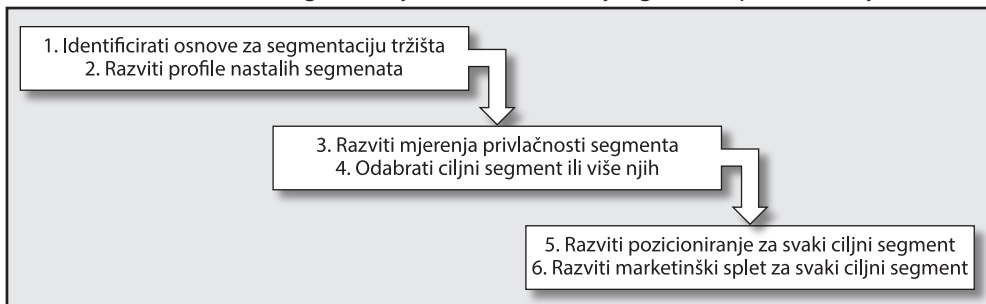 1. Identificirati osnove za segmentaciju tržišta
2. Razviti profile nastalih segmenata
3. Razviti mjerenja privlačnosti segmenta
4. Odabrati ciljni segment ili više njih
5. Razviti pozicioniranje za svaki ciljni segment
6. Razviti marketinški splet za svaki ciljni segment